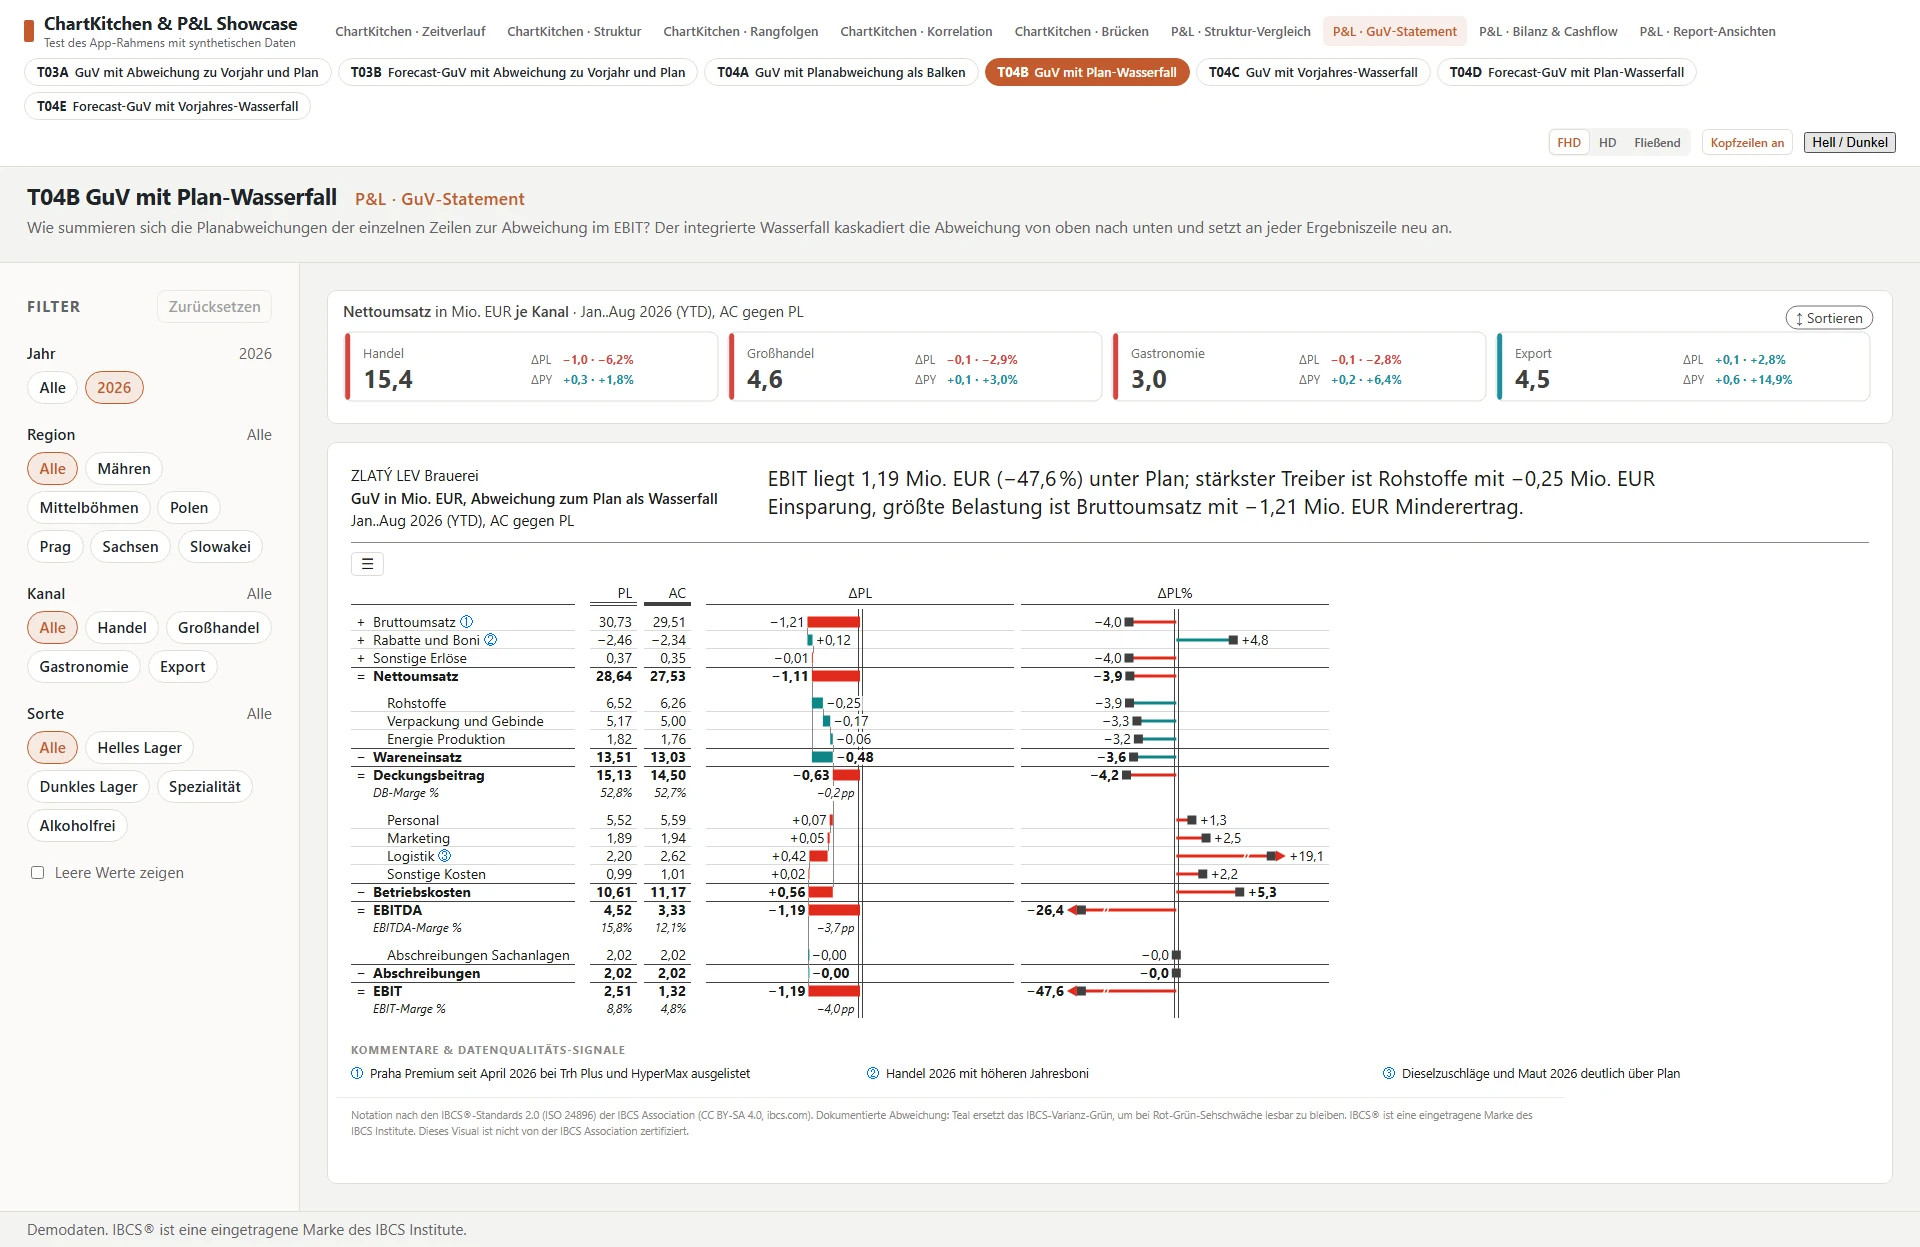 ChartKitchen & P&L Showcase
Test des App-Rahmens mit synthetischen Daten
ChartKitchen · Zeitverlauf ChartKitchen · Struktur ChartKitchen · Rangfolgen ChartKitchen · Korrelation ChartKitchen · Brücken P&L · Struktur-Vergleich P&L · GuV-Statement P&L · Bilanz & Cashflow P&L · Report-Ansichten
T03A GuV mit Abweichung zu Vorjahr und Plan T03B Forecast-GuV mit Abweichung zu Vorjahr und Plan T04A GuV mit Planabweichung als Balken T04B GuV mit Plan-Wasserfall T04C GuV mit Vorjahres-Wasserfall T04D Forecast-GuV mit Plan-Wasserfall
T04E Forecast-GuV mit Vorjahres-Wasserfall
FHD HD Fließend Kopfzeilen an Hell / Dunkel
T04B GuV mit Plan-Wasserfall P&L · GuV-Statement
Wie summieren sich die Planabweichungen der einzelnen Zeilen zur Abweichung im EBIT? Der integrierte Wasserfall kaskadiert die Abweichung von oben nach unten und setzt an jeder Ergebniszeile neu an.
FILTER Zurücksetzen
Jahr 2026
Alle 2026
Region Alle
Alle Mähren
Mittelböhmen Polen
Prag Sachsen Slowakei
Kanal Alle
Alle Handel Großhandel
Gastronomie Export
Sorte Alle
Alle Helles Lager
Dunkles Lager Spezialität
Alkoholfrei
Leere Werte zeigen
Nettoumsatz in Mio. EUR je Kanal · Jan..Aug 2026 (YTD), AC gegen PL
↕ Sortieren
Handel
15,4
ΔPL −1,0 · −6,2%
ΔPY +0,3 · +1,8%
Großhandel
4,6
ΔPL −0,1 · −2,9%
ΔPY +0,1 · +3,0%
Gastronomie
3,0
ΔPL −0,1 · −2,8%
ΔPY +0,2 · +6,4%
Export
4,5
ΔPL +0,1 · +2,8%
ΔPY +0,6 · +14,9%
ZLATÝ LEV Brauerei
GuV in Mio. EUR, Abweichung zum Plan als Wasserfall
Jan..Aug 2026 (YTD), AC gegen PL
EBIT liegt 1,19 Mio. EUR (−47,6%) unter Plan; stärkster Treiber ist Rohstoffe mit −0,25 Mio. EUR
Einsparung, größte Belastung ist Bruttoumsatz mit −1,21 Mio. EUR Minderertrag.
☰
PL AC ΔPL ΔPL%
+ Bruttoumsatz ① 30,73 29,51 −1,21 −4,0
+ Rabatte und Boni ② −2,46 −2,34 +0,12 +4,8
+ Sonstige Erlöse 0,37 0,35 −0,01 −4,0
= Nettoumsatz 28,64 27,53 −1,11 −3,9
Rohstoffe 6,52 6,26 −0,25 −3,9
Verpackung und Gebinde 5,17 5,00 −0,17 −3,3
Energie Produktion 1,82 1,76 −0,06 −3,2
− Wareneinsatz 13,51 13,03 −0,48 −3,6
= Deckungsbeitrag 15,13 14,50 −0,63 −4,2
DB-Marge % 52,8% 52,7% −0,2pp
Personal 5,52 5,59 +0,07 +1,3
Marketing 1,89 1,94 +0,05 +2,5
Logistik ③ 2,20 2,62 +0,42 +19,1
Sonstige Kosten 0,99 1,01 +0,02 +2,2
− Betriebskosten 10,61 11,17 +0,56 +5,3
= EBITDA 4,52 3,33 −1,19 −26,4
EBITDA-Marge % 15,8% 12,1% −3,7pp
Abschreibungen Sachanlagen 2,02 2,02 −0,00 −0,0
− Abschreibungen 2,02 2,02 −0,00 −0,0
= EBIT 2,51 1,32 −1,19 −47,6
EBIT-Marge % 8,8% 4,8% −4,0pp
KOMMENTARE & DATENQUALITÄTS-SIGNALE
① Praha Premium seit April 2026 bei Trh Plus und HyperMax ausgelistet ② Handel 2026 mit höheren Jahresboni ③ Dieselzuschläge und Maut 2026 deutlich über Plan
Notation nach den IBCS®-Standards 2.0 (ISO 24896) der IBCS Association (CC BY-SA 4.0, ibcs.com). Dokumentierte Abweichung: Teal ersetzt das IBCS-Varianz-Grün, um bei Rot-Grün-Sehschwäche lesbar zu bleiben. IBCS® ist eine eingetragene Marke des
IBCS Institute. Dieses Visual ist nicht von der IBCS Association zertifiziert.
Demodaten. IBCS® ist eine eingetragene Marke des IBCS Institute.